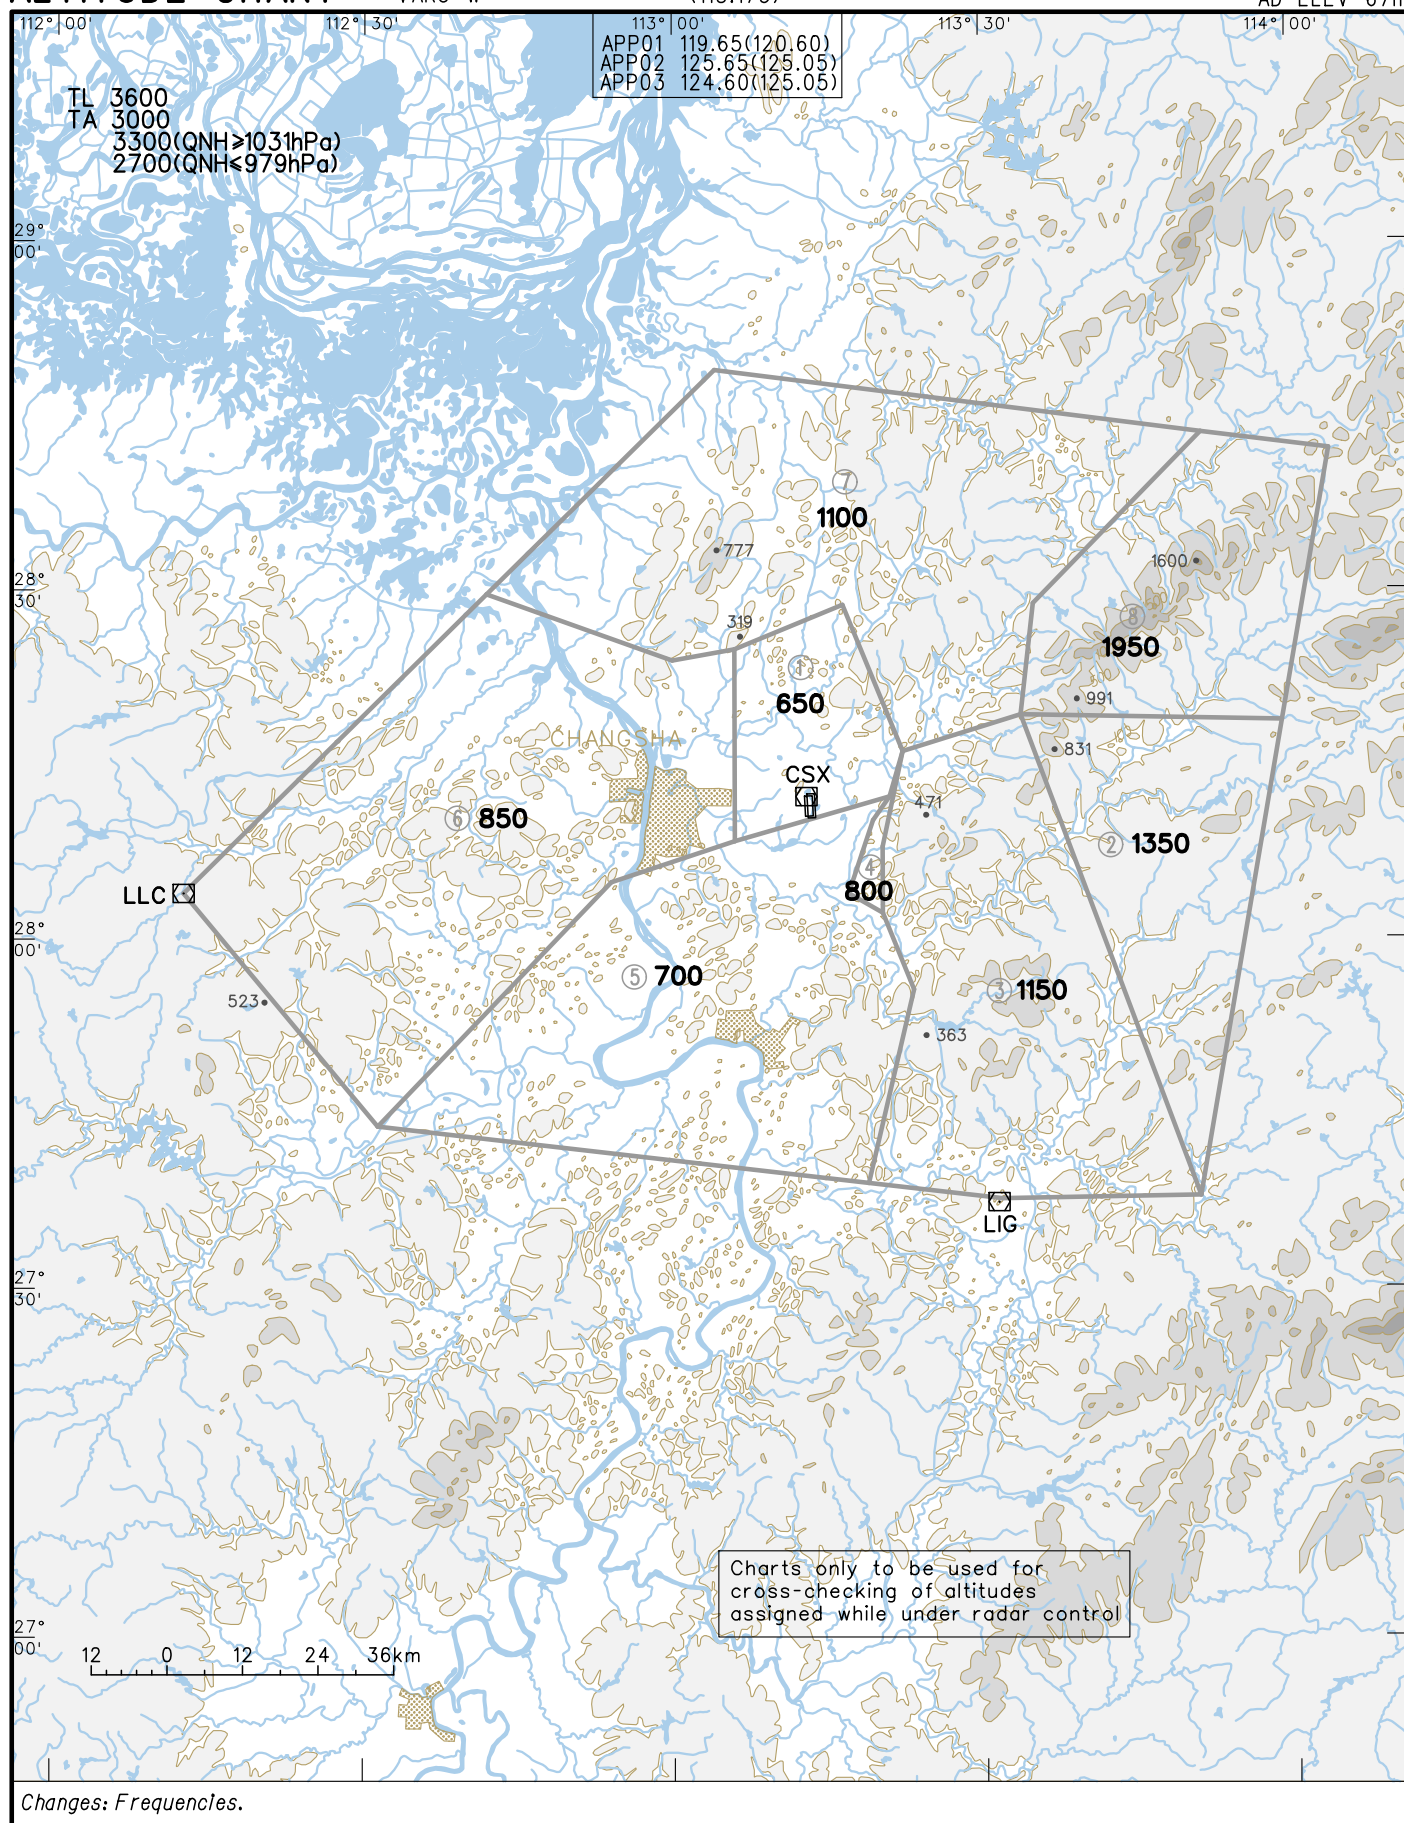 112° 00'
112° 30'
113° 00'
113° 30'
114° 00'
APP01 119.65(120.60)
APP02 125.65(125.05)
APP03 124.60(125.05)
TL 3600
TA 3000
3300(QNH≥1031hPa)
2700(QNH≤979hPa)
29°
00'
7
1100
777
1600
28°
30'
319
8
1950
1
650
991
CHANGSHA
831
CSX
471
6 850
2 1350
4
800
LLC
28°
00'
5 700
3 1150
523
363
LIG
27°
30'
Charts only to be used for
cross-checking of altitudes
assigned while under radar control
27°
00'
12 0 12 24 36km
Changes: Frequencies.